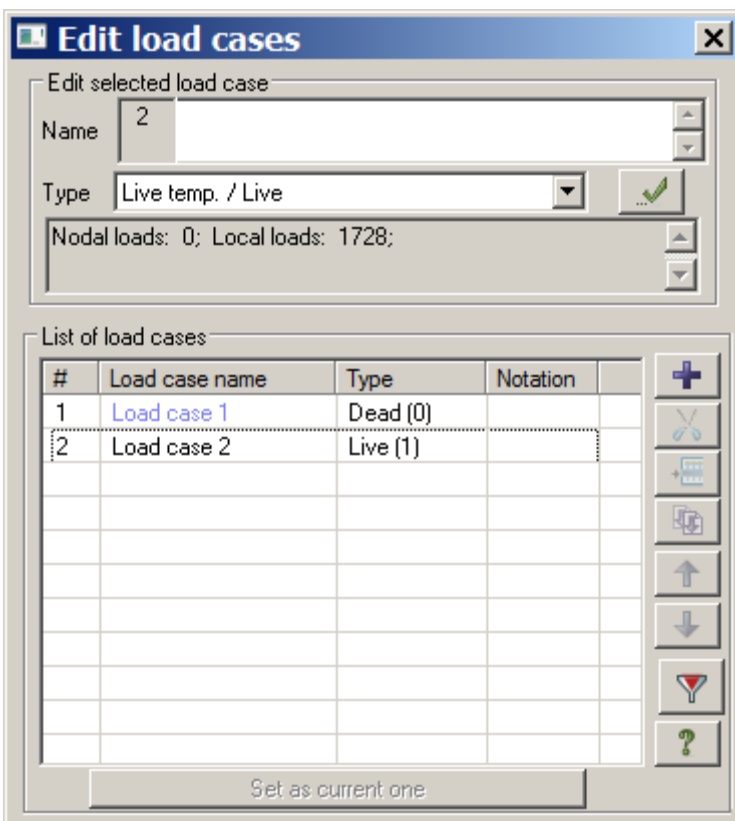 Edit load cases
Edit selected load case
Name 2
Type Live temp. / Live
Nodal loads: 0; Local loads: 1728;
List of load cases
# Load case name Type Notation
1 Load case 1 Dead (0)
2 Load case 2 Live (1)
?
Set as current one